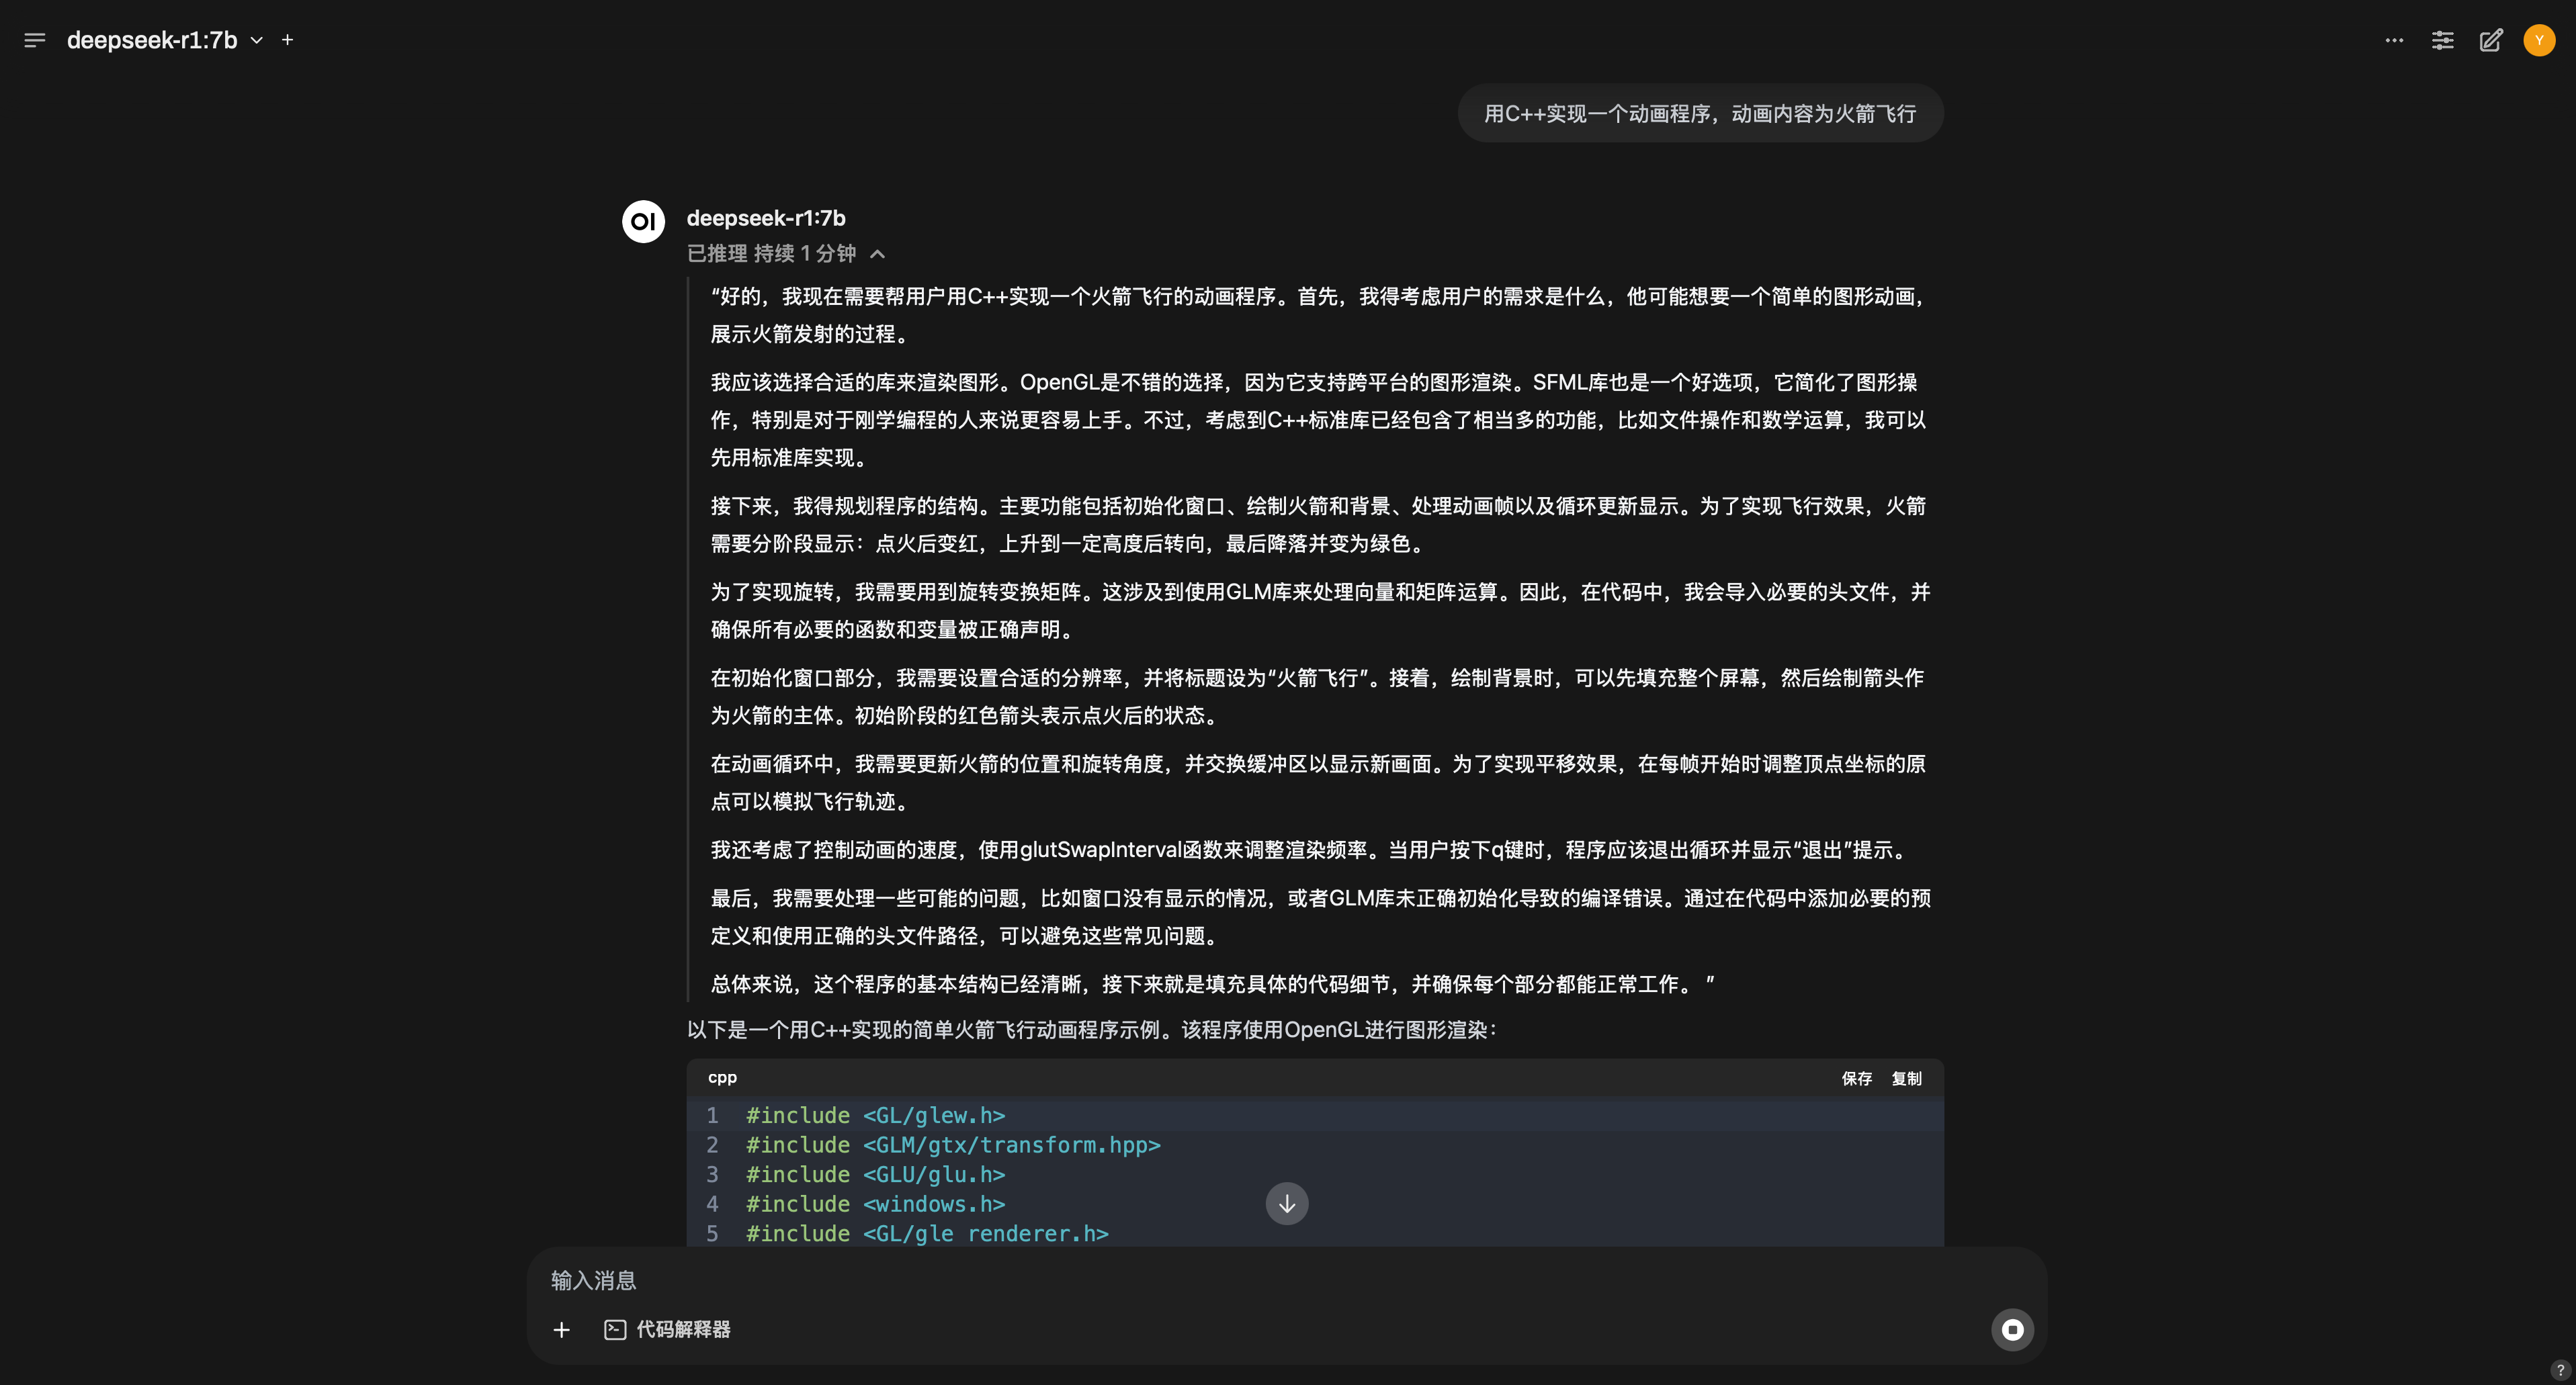 deepseek-r1:7b
Y
用C++实现一个动画程序，动画内容为火箭飞行
OI
deepseek-r1:7b
已推理 持续 1 分钟
“好的，我现在需要帮用户用C++实现一个火箭飞行的动画程序。首先，我得考虑用户的需求是什么，他可能想要一个简单的图形动画，
展示火箭发射的过程。
我应该选择合适的库来渲染图形。OpenGL是不错的选择，因为它支持跨平台的图形渲染。SFML库也是一个好选项，它简化了图形操
作，特别是对于刚学编程的人来说更容易上手。不过，考虑到C++标准库已经包含了相当多的功能，比如文件操作和数学运算，我可以
先用标准库实现。
接下来，我得规划程序的结构。主要功能包括初始化窗口、绘制火箭和背景、处理动画帧以及循环更新显示。为了实现飞行效果，火箭
需要分阶段显示：点火后变红，上升到一定高度后转向，最后降落并变为绿色。
为了实现旋转，我需要用到旋转变换矩阵。这涉及到使用GLM库来处理向量和矩阵运算。因此，在代码中，我会导入必要的头文件，并
确保所有必要的函数和变量被正确声明。
在初始化窗口部分，我需要设置合适的分辨率，并将标题设为“火箭飞行”。接着，绘制背景时，可以先填充整个屏幕，然后绘制箭头作
为火箭的主体。初始阶段的红色箭头表示点火后的状态。
在动画循环中，我需要更新火箭的位置和旋转角度，并交换缓冲区以显示新画面。为了实现平移效果，在每帧开始时调整顶点坐标的原
点可以模拟飞行轨迹。
我还考虑了控制动画的速度，使用glutSwapInterval函数来调整渲染频率。当用户按下q键时，程序应该退出循环并显示“退出”提示。
最后，我需要处理一些可能的问题，比如窗口没有显示的情况，或者GLM库未正确初始化导致的编译错误。通过在代码中添加必要的预
定义和使用正确的头文件路径，可以避免这些常见问题。
总体来说，这个程序的基本结构已经清晰，接下来就是填充具体的代码细节，并确保每个部分都能正常工作。 ”
以下是一个用C++实现的简单火箭飞行动画程序示例。该程序使用OpenGL进行图形渲染：
cpp 保存 复制
1 #include <GL/glew.h>
2 #include <GLM/gtx/transform.hpp>
3 #include <GLU/glu.h>
4 #include <windows.h>
5 #include <GL/gle renderer.h>
输入消息
代码解释器
?